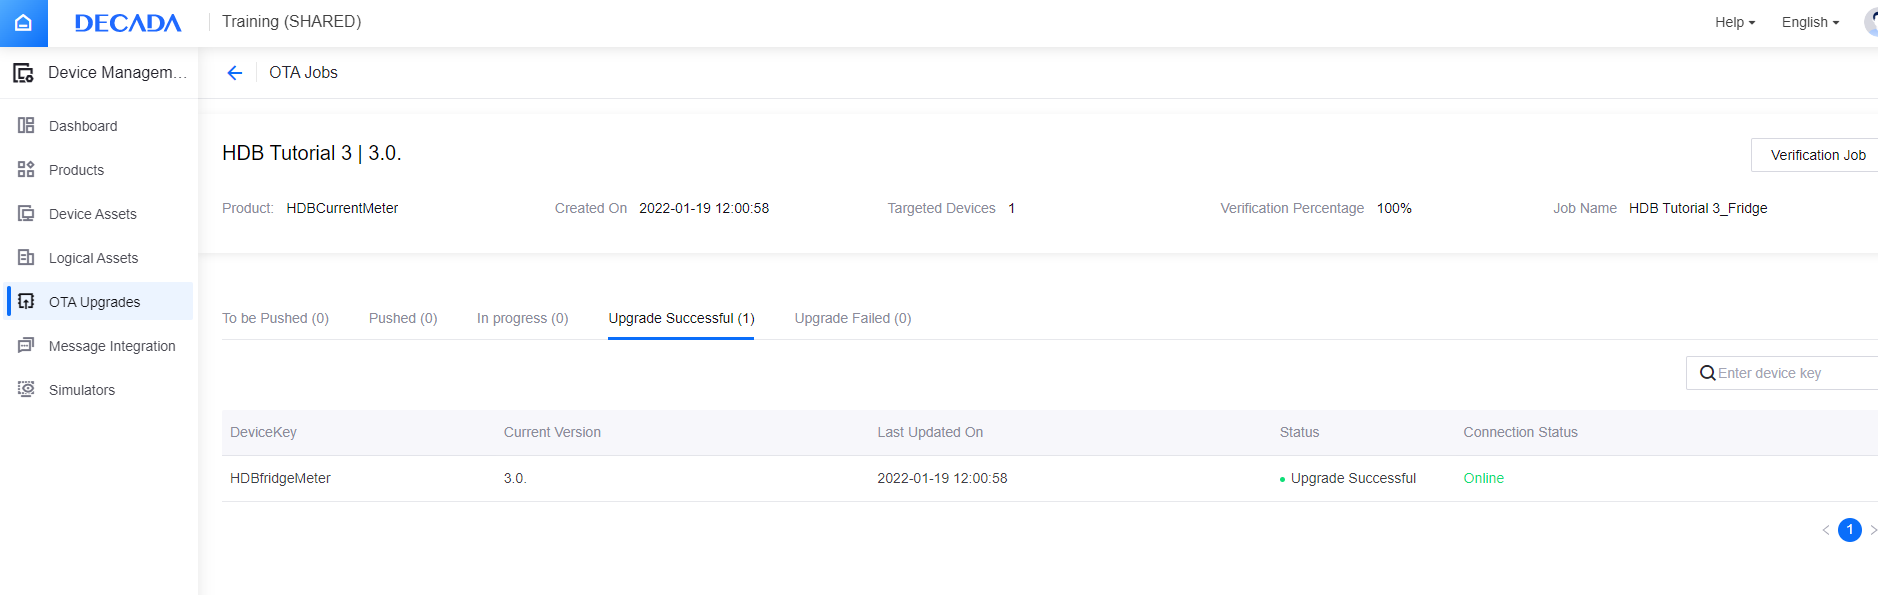 DECADA Training (SHARED) Help English
Device Managem... OTA Jobs
Dashboard
Products
Device Assets
Logical Assets
OTA Upgrades
Message Integration
Simulators
HDB Tutorial 3 | 3.0.
Verification Job
Product: HDBCurrentMeter Created On 2022-01-19 12:00:58 Targeted Devices 1 Verification Percentage 100% Job Name HDB Tutorial 3_Fridge
To be Pushed (0) Pushed (0) In progress (0) Upgrade Successful (1) Upgrade Failed (0)
Enter device key
DeviceKey Current Version Last Updated On Status Connection Status
HDBfridgeMeter 3.0. 2022-01-19 12:00:58 Upgrade Successful Online
< 1 >